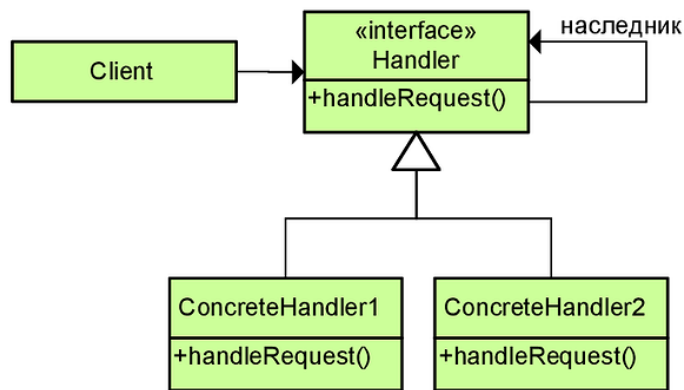 «interface»
наследник
Client
Handler
+handleRequest()
ConcreteHandler1
ConcreteHandler2
+handleRequest()
+handleRequest()